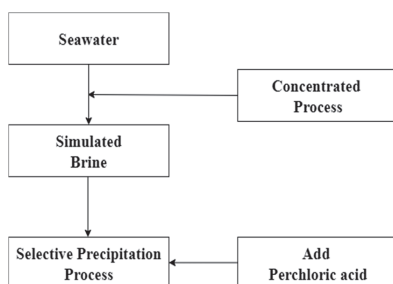 Seawater
Concentrated
Process
Simulated
Brine
Selective Precipitation
Process
Add
Perchloric acid